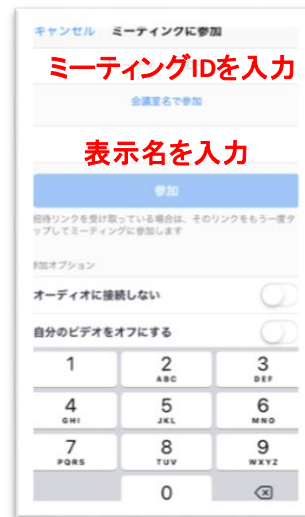 キャンセル ミーティングに参加
ミーティングIDを入力
会議室名で参加
表示名を入力
参加
招待リンクを受け取っている場合は、そのリンクをもう一度タ
ップしてミーティングに参加します
参加オプション
オーディオに接続しない
自分のビデオをオフにする
1 2 3
ABC DEF
4 5 6
GHI JKL MNO
7 8 9
PQRS TUV WXYZ
0